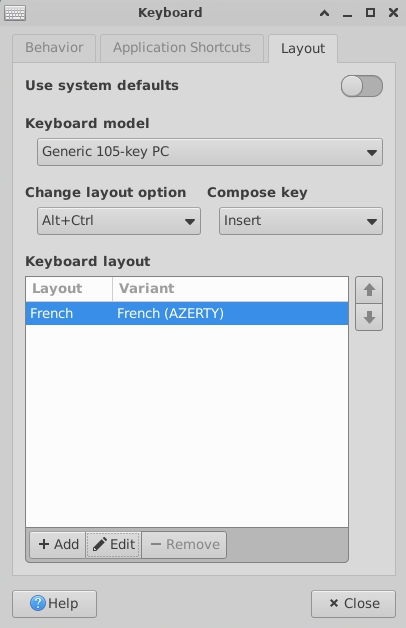 Keyboard
Behavior Application Shortcuts Layout
Use system defaults
Keyboard model
Generic 105-key PC
Change layout option Compose key
Alt+Ctrl Insert
Keyboard layout
Layout Variant
French French (AZERTY)
Add Edit Remove
Help Close